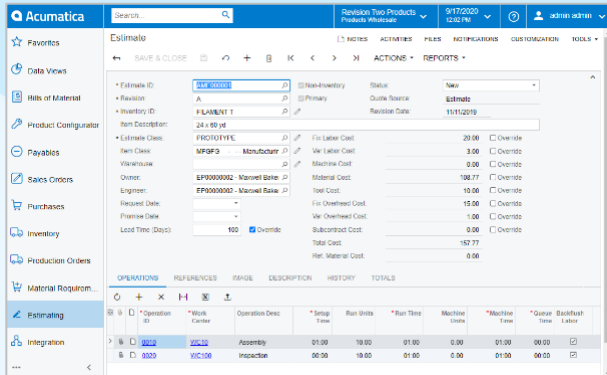 Acumatica
Search...
Revision Two Products
Products Wholesale
9/17/2020
12:02 PM
admin admin
Favorites
Data Views
Bills of Material
Product Configurator
Payables
Sales Orders
Purchases
Inventory
Production Orders
Material Requirem...
Estimating
Integration
Estimate
NOTES ACTIVITIES FILES NOTIFICATIONS CUSTOMIZATION TOOLS
SAVE & CLOSE ACTIONS REPORTS
* Estimate ID: Non-Inventory Status: New
* Revision: A Primary Quote Source: Estimate
* Inventory ID: FILAMENT T Revision Date: 11/11/2019
Item Description: 24 x 60 yd
* Estimate Class: PROTOTYPE Fix Labor Cost: 20.00 Override
Item Class: MFGFG - Manufacturin Var Labor Cost: 3.00 Override
Warehouse: Machine Cost: 0.00 Override
Owner: EP00000002 - Maxwell Baker Material Cost: 108.77 Override
Engineer: EP00000002 - Maxwell Baker Tool Cost: 10.00 Override
Request Date: Fix Overhead Cost: 15.00 Override
Promise Date: Var Overhead Cost: 1.00 Override
Lead Time (Days): 100 Override Subcontract Cost: 0.00 Override
Total Cost: 157.77
Ref. Material Cost: 0.00
OPERATIONS REFERENCES IMAGE DESCRIPTION HISTORY TOTALS
* Operation ID * Work Center Operation Desc * Setup Time Run Units * Run Time Machine Units * Machine Time * Queue Time Backflush Labor
0010 WC10 Assembly 01:00 10.00 01:00 0.00 01:00 00:00
0020 WC100 Inspection 00:00 10.00 01:00 0.00 01:00 00:00